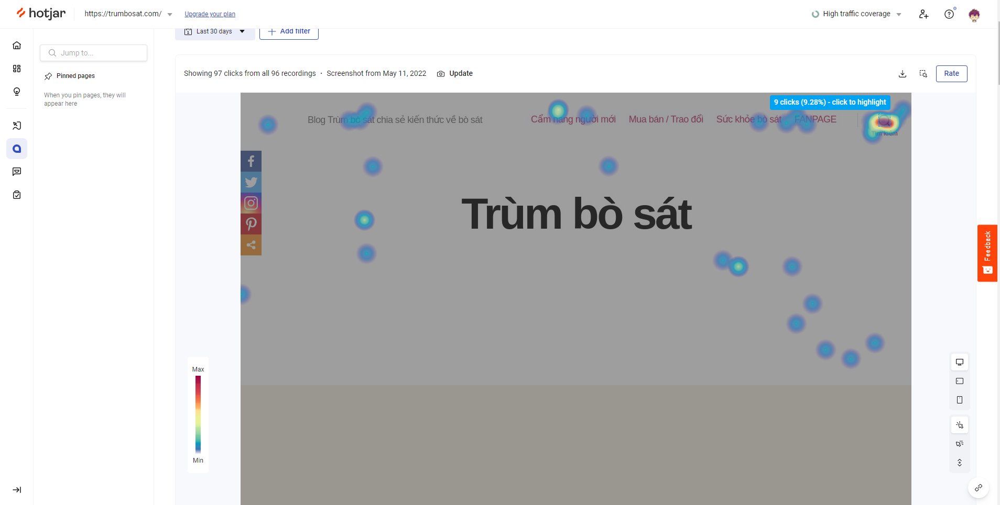 hotjar
https://trumbosat.com/
Upgrade your plan
High traffic coverage
Last 30 days
Add filter
Jump to...
Pinned pages
When you pin pages, they will
appear here
Showing 97 clicks from all 96 recordings · Screenshot from May 11, 2022
Update
Rate
9 clicks (9.28%) - click to highlight
Blog Trùm bò sát chia sẻ kiến thức về bò sát
Cẩm nang người mới
Mua bán / Trao đổi
Sức khỏe bò sát
FANPAGE
Tìm kiếm
Trùm bò sát
Feedback
Max
Min